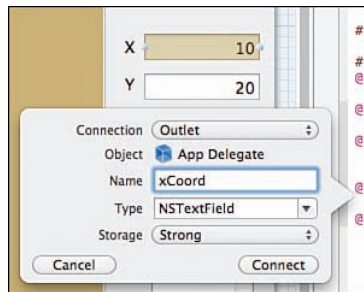 #
X 10
#
@
Y 20
@
@
Connection Outlet
Object App Delegate
Name xCoord
@
Type NSTextField
@
Storage Strong
Cancel Connect